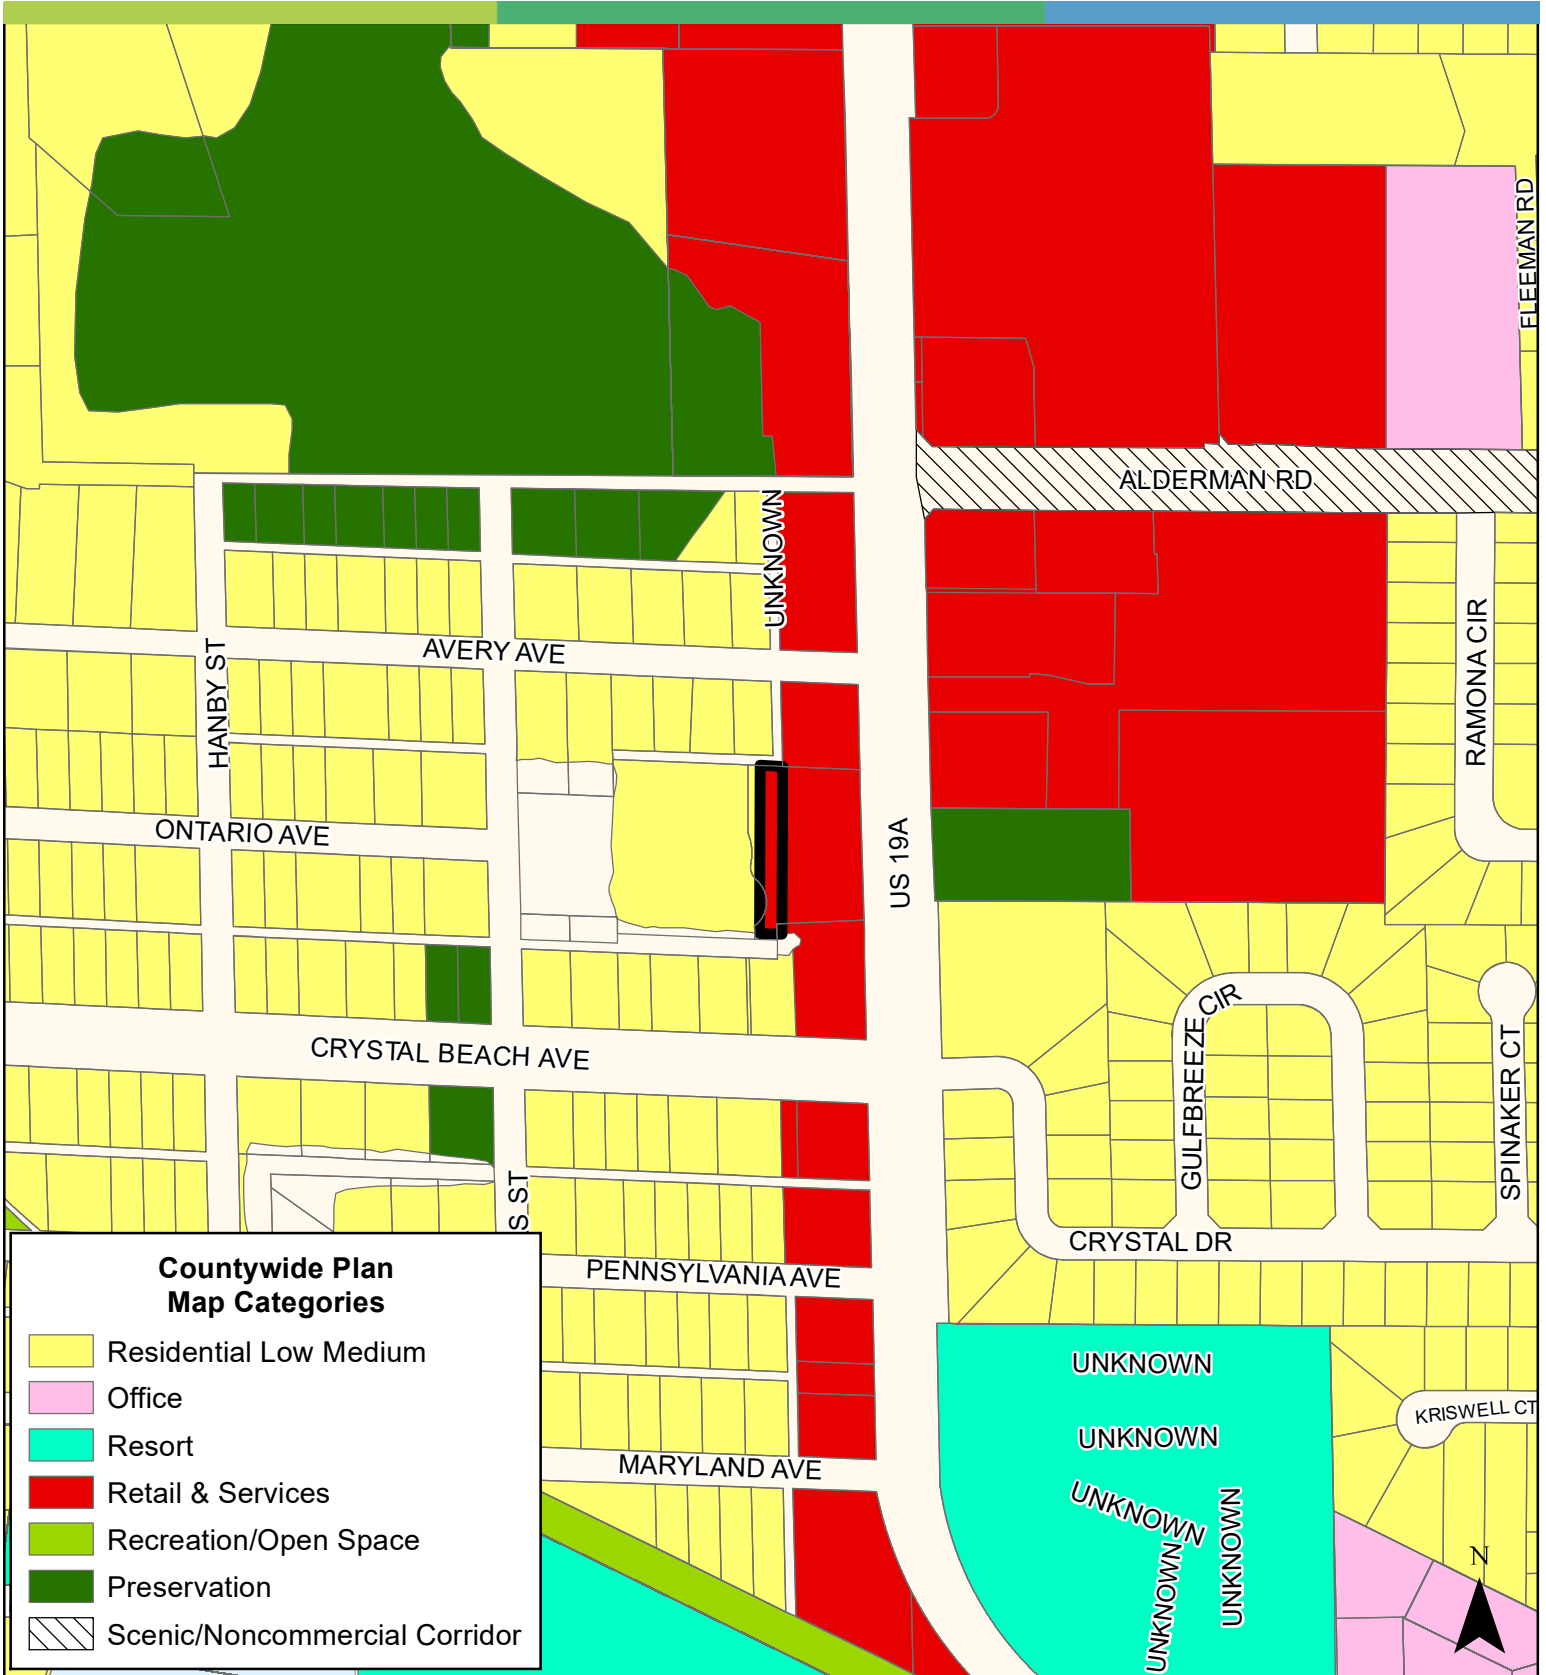 FLEEMAN RD
ALDERMAN RD
UNKNOWN
AVERY AVE
HANBY ST
RAMONA CIR
ONTARIO AVE
US 19A
CRYSTAL BEACH AVE
GULFBREEZE CIR
SPINAKER CT
S ST
CRYSTAL DR
PENNSYLVANIA AVE
UNKNOWN
UNKNOWN
KRISWELL CT
MARYLAND AVE
UNKNOWN
UNKNOWN
UNKNOWN
N
Countywide Plan
Map Categories
Residential Low Medium
Office
Resort
Retail & Services
Recreation/Open Space
Preservation
Scenic/Noncommercial Corridor